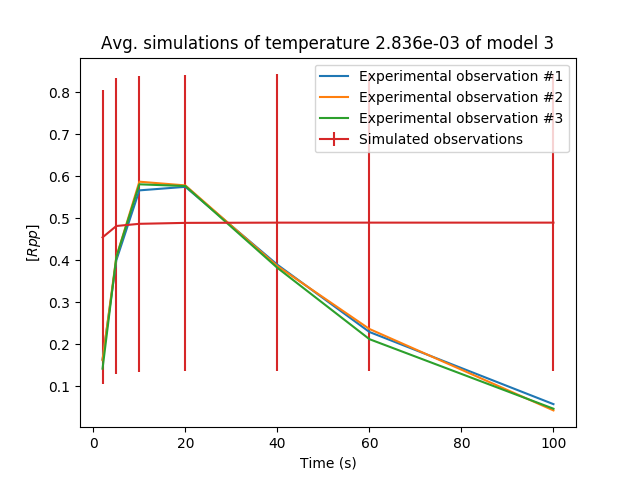 Avg. simulations of temperature 2.836e-03 of model 3
Experimental observation #1
Experimental observation #2
Experimental observation #3
Simulated observations
0.8
0.7
0.6
0.5
0.4
0.3
0.2
0.1
[Rpp]
0 20 40 60 80 100
Time (s)